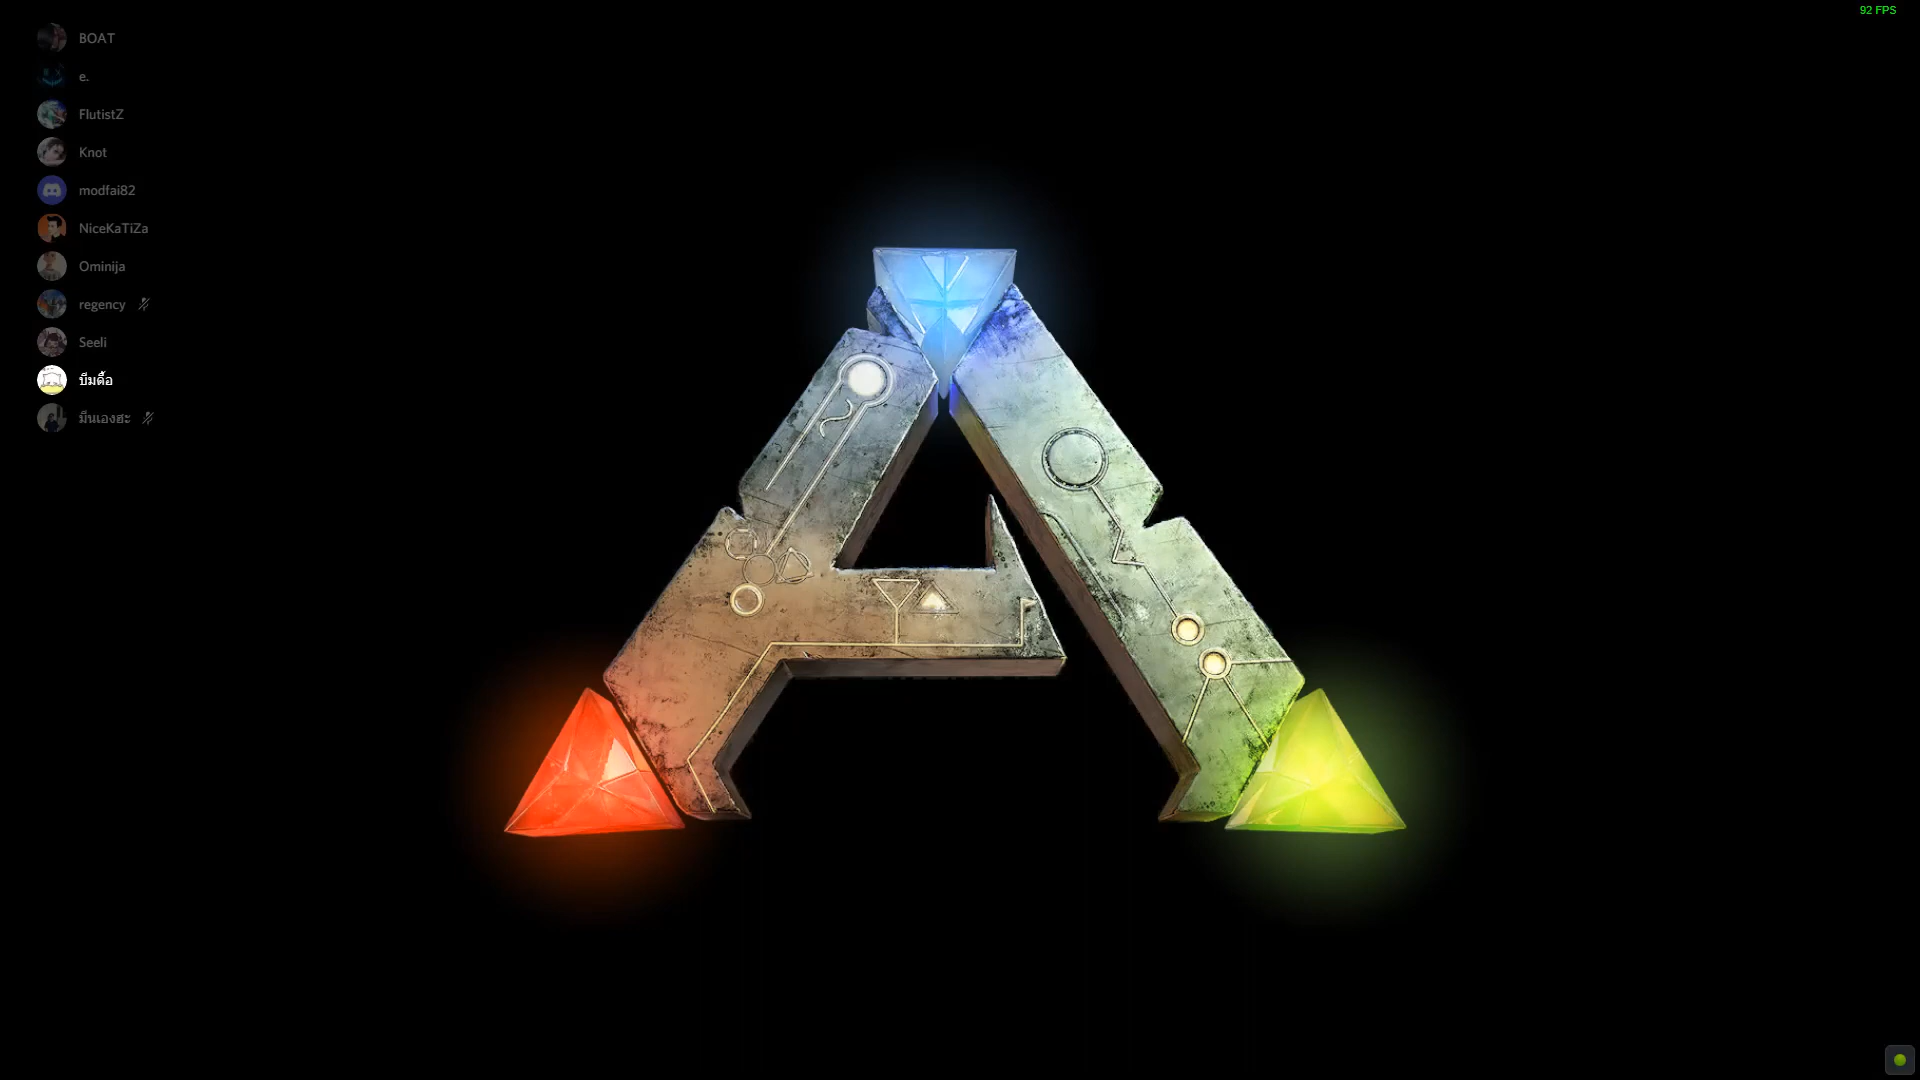 92 FPS
BOAT
e.
FlutistZ
Knot
modfai82
NiceKaTiZa
Ominija
regency
Seeli
บีมดื้อ
มิ้นเองฮะ